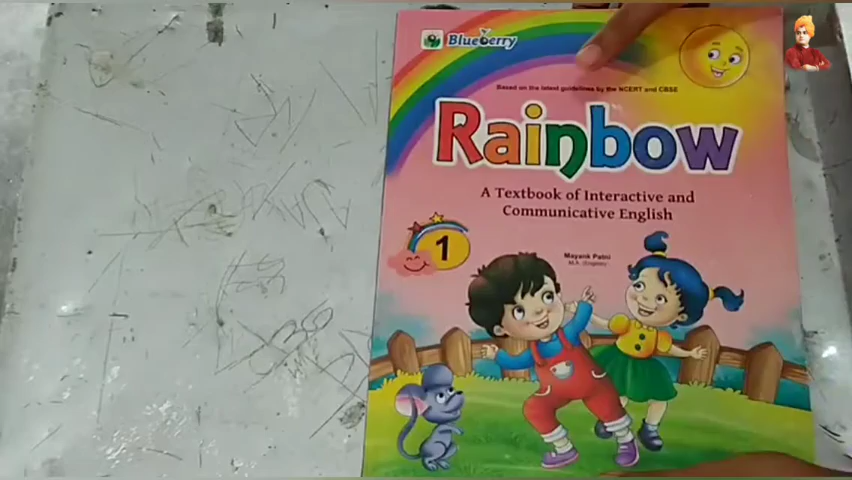 Blueberry
Based on the latest guidelines by the NCERT and CBSE
Rainbow
A Textbook of Interactive and
Communicative English
1
Mayank Patni
M.A. (English)